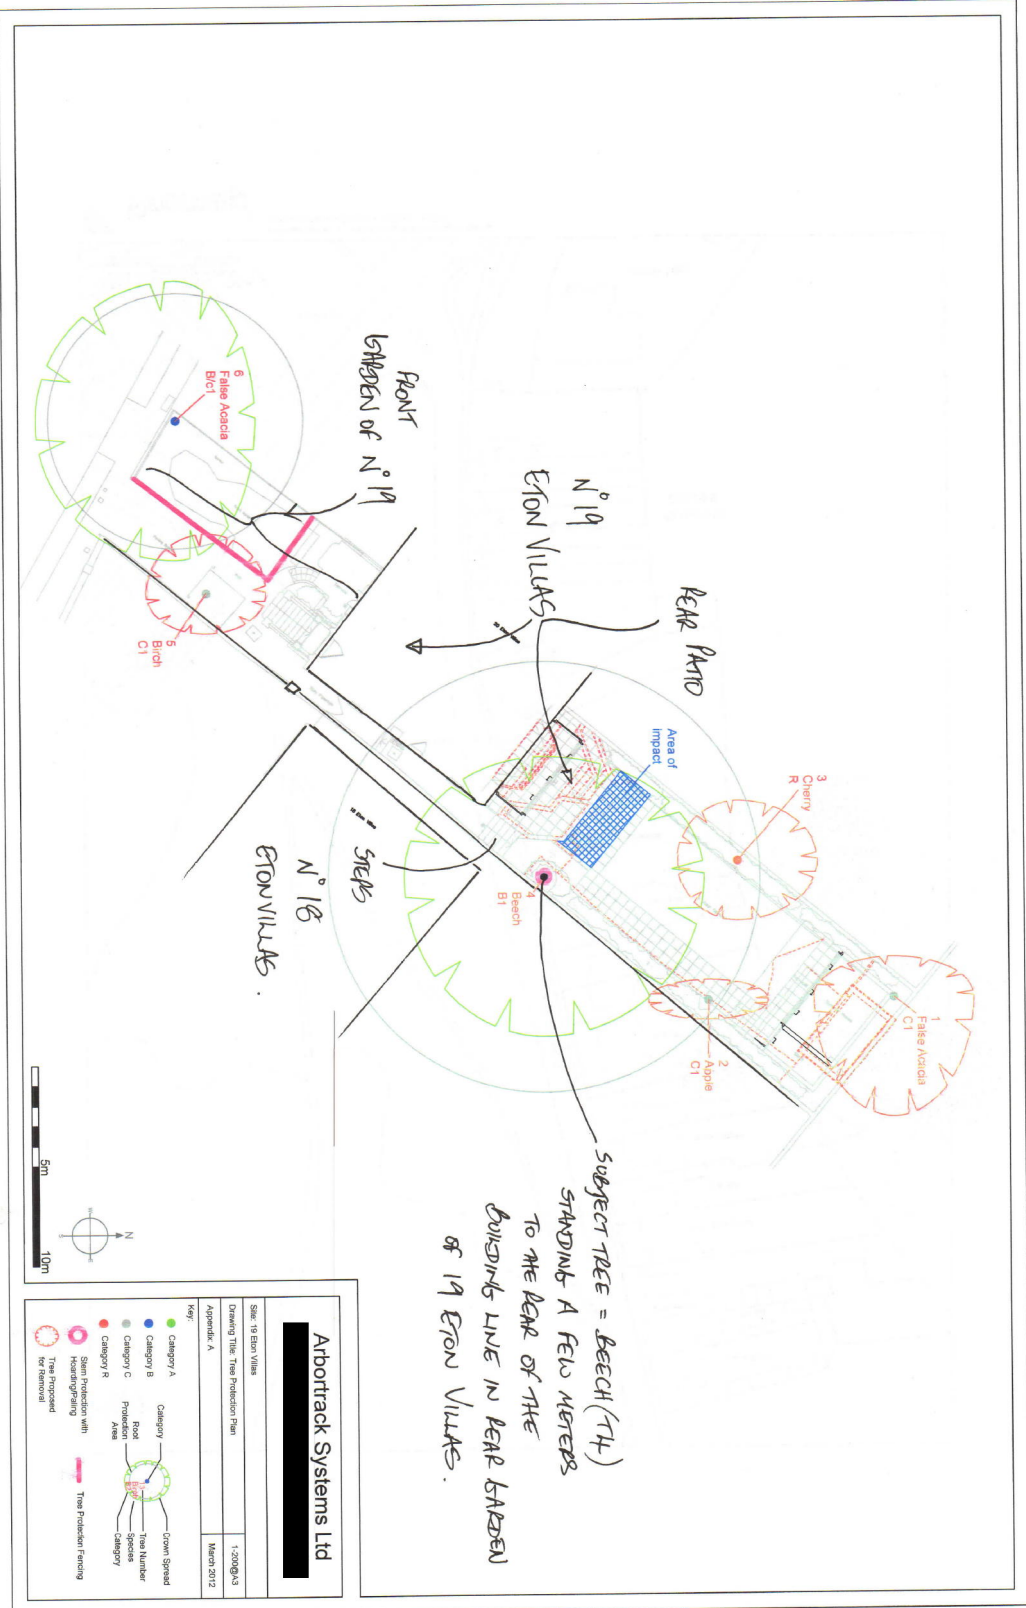 FRONT
GARDEN OF Nº 19
Nº 19
ETON VILLAS
REAR PATIO
STEPS
Nº 18
ETON VILLAS.
SUBJECT TREE = BEECH (T4)
STANDING A FEW METERS
TO THE REAR OF THE
BUILDING LINE IN REAR GARDEN
OF 19 ETON VILLAS.
6
False Acacia
B/c1
5
Birch
C1
Area of
impact
3
Cherry
R
4
Beech
B1
2
Apple
C1
1
False Acacia
C1
5m
10m
N
Arbortrack Systems Ltd
Site: 19 Eton Villas
Drawing Title: Tree Protection Plan
1-200@A3
Appendix: A
March 2012
Key:
Category A
Category B
Category C
Category R
Stem Protection with
Hoarding/Paling
Tree Proposed
for Removal
Category
Root
Protection
Area
Crown Spread
Tree Number
Species
Category
Tree Protection Fencing